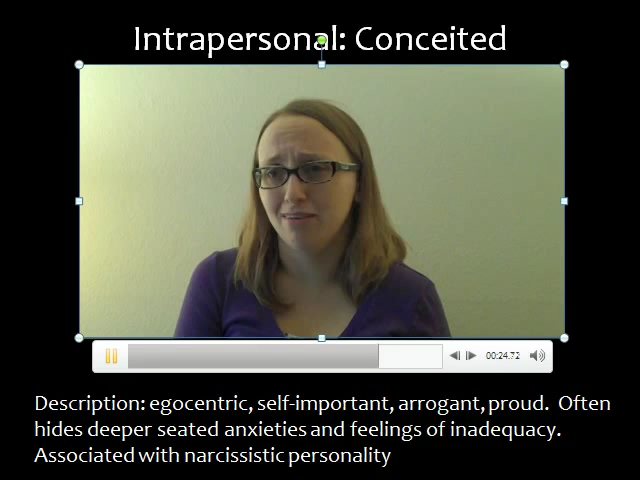 Intrapersonal: Conceited
00:24.72
Description: egocentric, self-important, arrogant, proud.  Often
hides deeper seated anxieties and feelings of inadequacy.
Associated with narcissistic personality